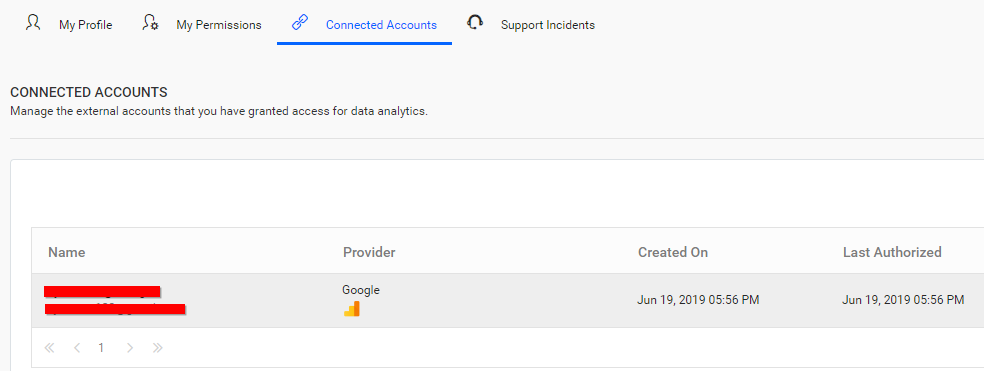 My Profile My Permissions Connected Accounts Support Incidents
CONNECTED ACCOUNTS
Manage the external accounts that you have granted access for data analytics.
Name Provider Created On Last Authorized
Google
Jun 19, 2019 05:56 PM Jun 19, 2019 05:56 PM
1